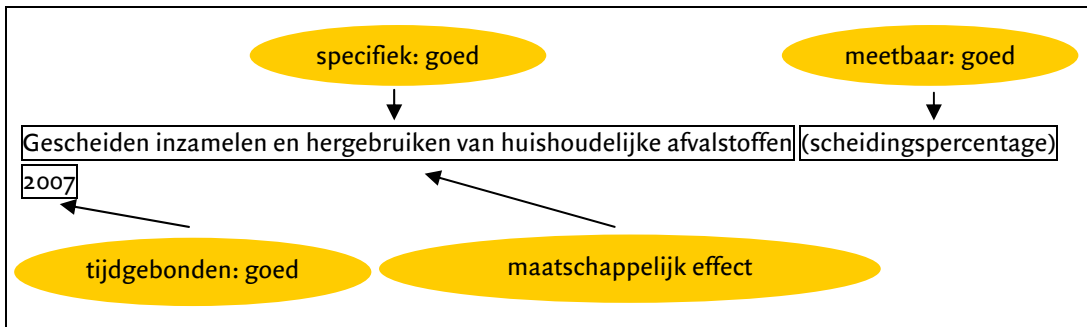 specifiek: goed
meetbaar: goed
Gescheiden inzamelen en hergebruiken van huishoudelijke afvalstoffen (scheidingspercentage)
2007
tijdgebonden: goed
maatschappelijk effect